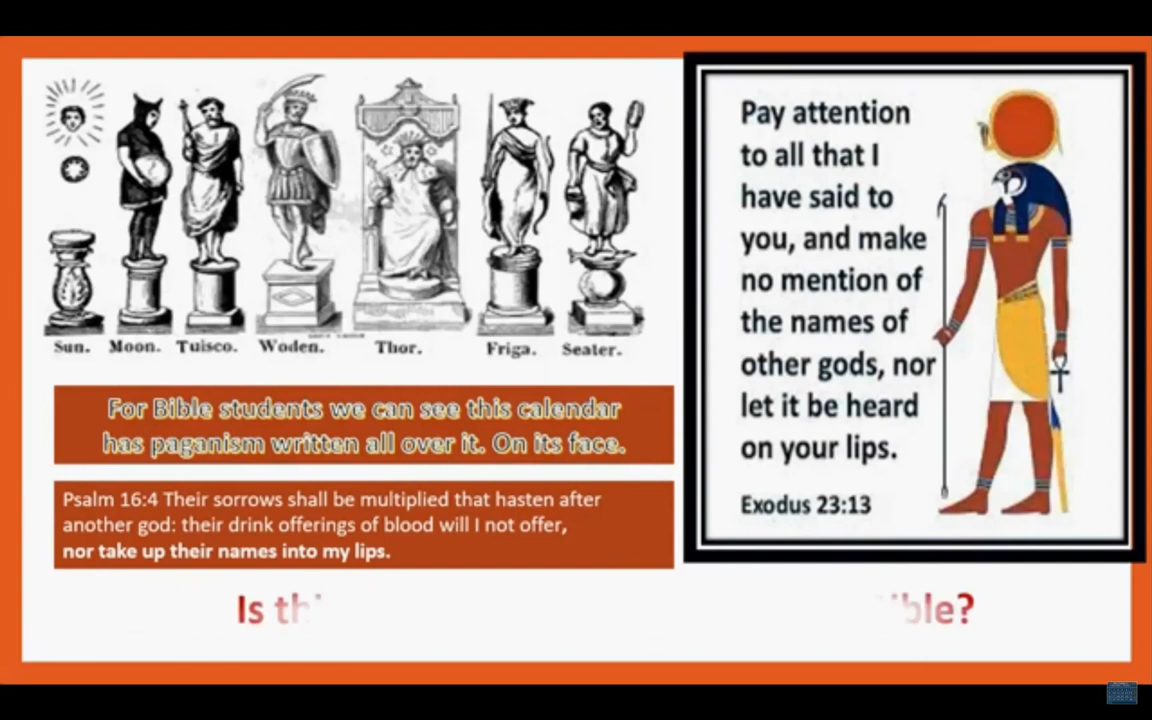 Sun. Moon. Tuisco. Woden. Thor. Friga. Seater.
For Bible students we can see this calendar
has paganism written all over it. On its face.
Psalm 16:4 Their sorrows shall be multiplied that hasten after
another god: their drink offerings of blood will I not offer,
nor take up their names into my lips.
Pay attention
to all that I
have said to
you, and make
no mention of
the names of
other gods, nor
let it be heard
on your lips.
Exodus 23:13
Is